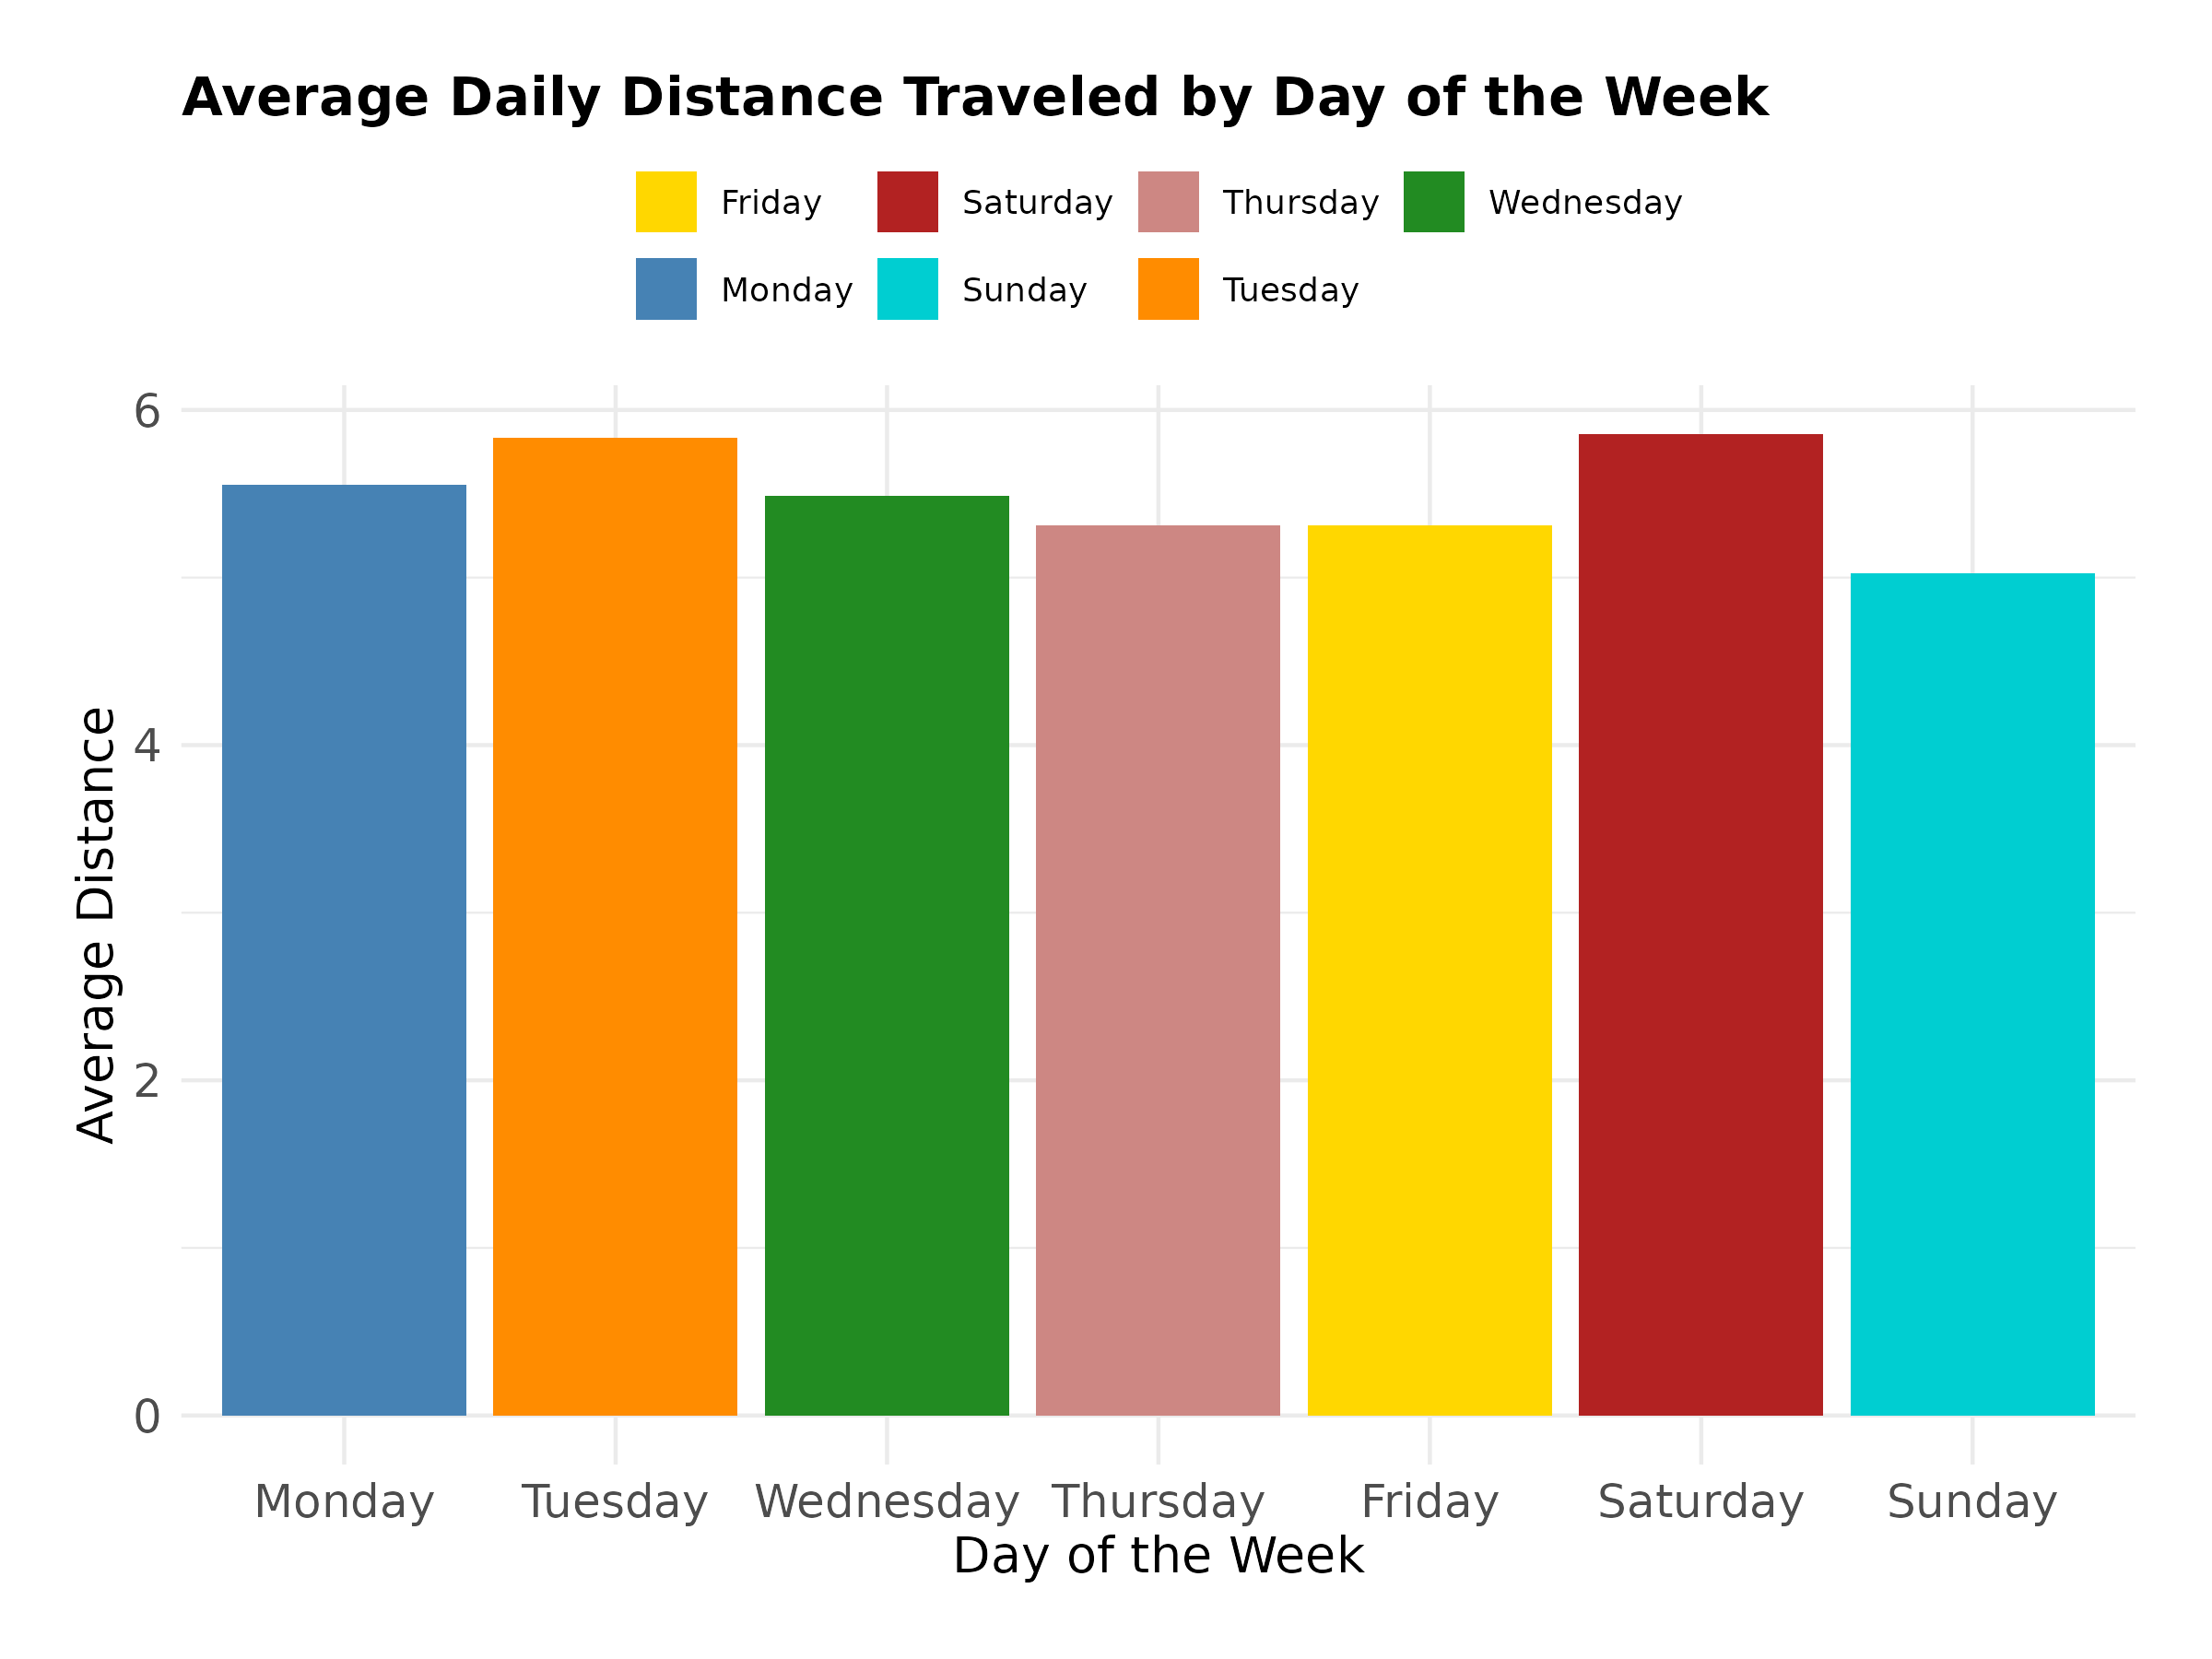 Average Daily Distance Traveled by Day of the Week
Friday Saturday Thursday Wednesday
Monday Sunday Tuesday
6
4
2
0
Average Distance
Monday Tuesday Wednesday Thursday Friday Saturday Sunday
Day of the Week